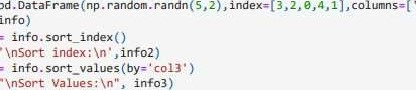 pd.DataFrame(np.random.randn(5,2),index=[3,2,0,4,1],columns=['
info)
= info.sort_index()
'\nSort index:\n',info2)
= info.sort_values(by='col3')
"\nSort Values:\n", info3)